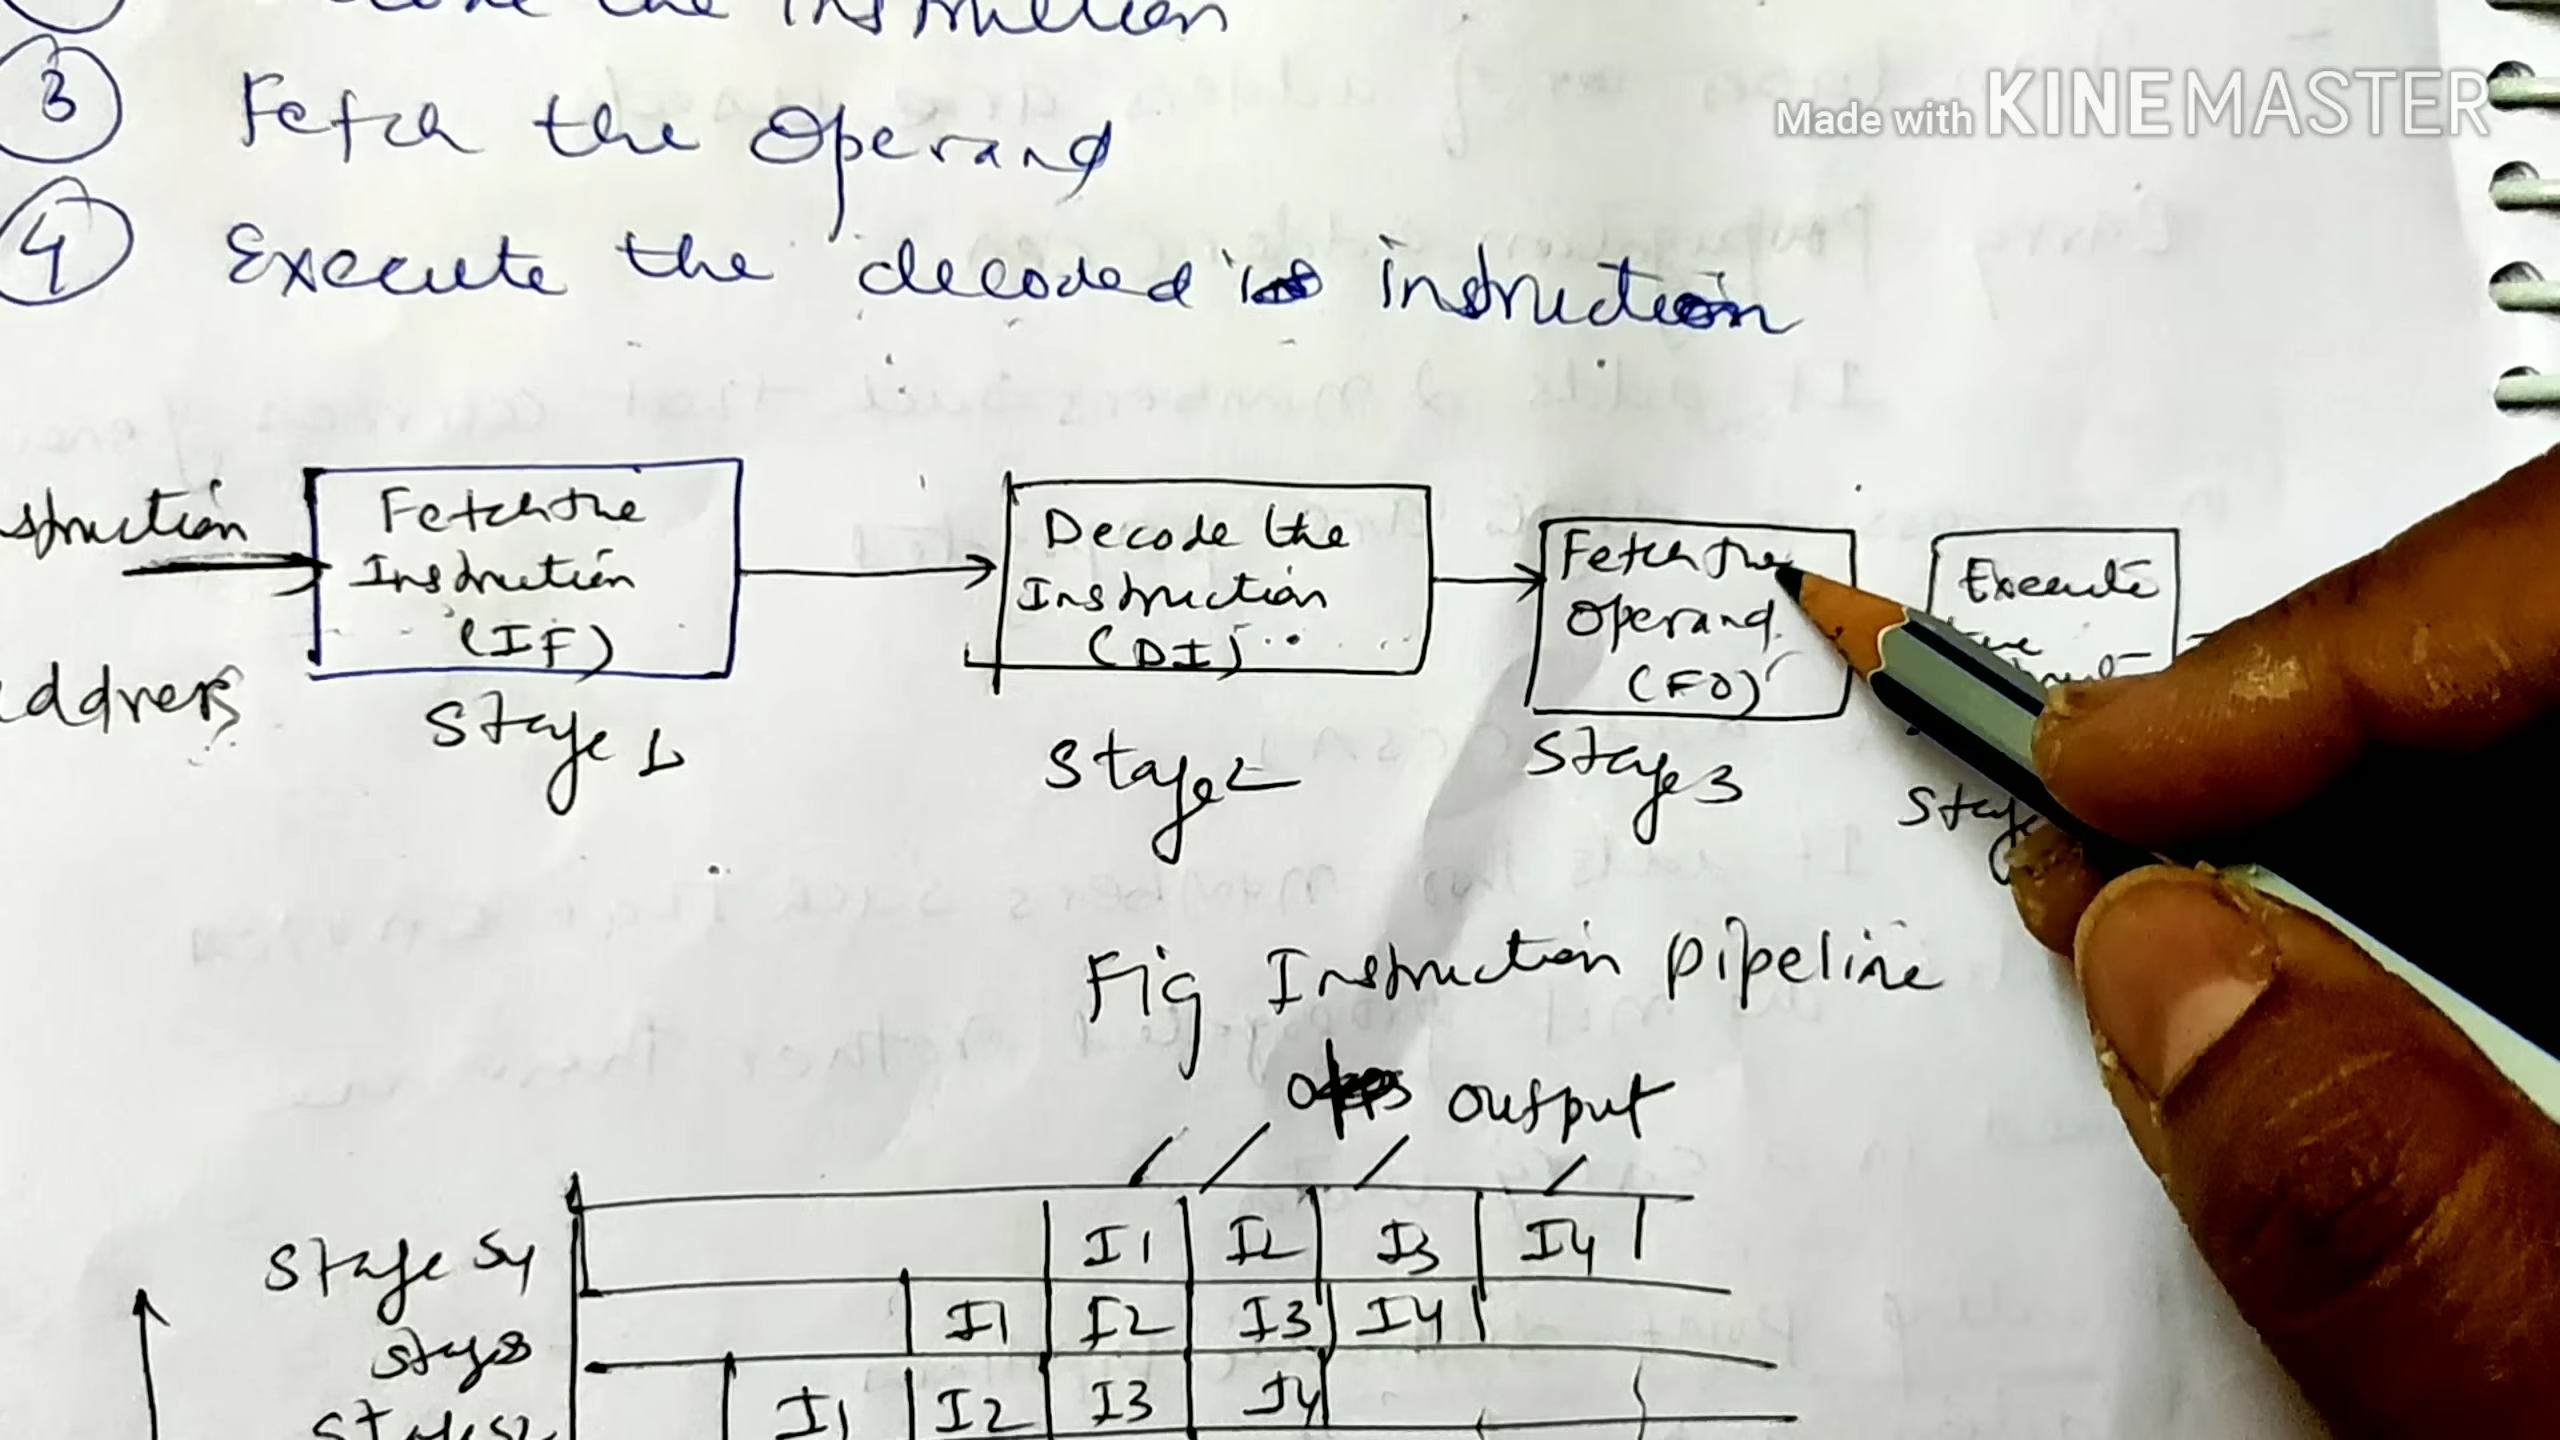 the Instruction
3 Fetch the Operand
4 Execute the decoded instruction
Made with KINEMASTER
Fetch the Instruction (IF)
Stage 1
Decode the Instruction (DI)
Stage 2
Fetch the Operand (FO)
Stage 3
Execute
Fig Instruction pipeline
output
Stage S4 I1 I2 I3 I4
I1 I2 I3 I4
I1 I2 I3 I4